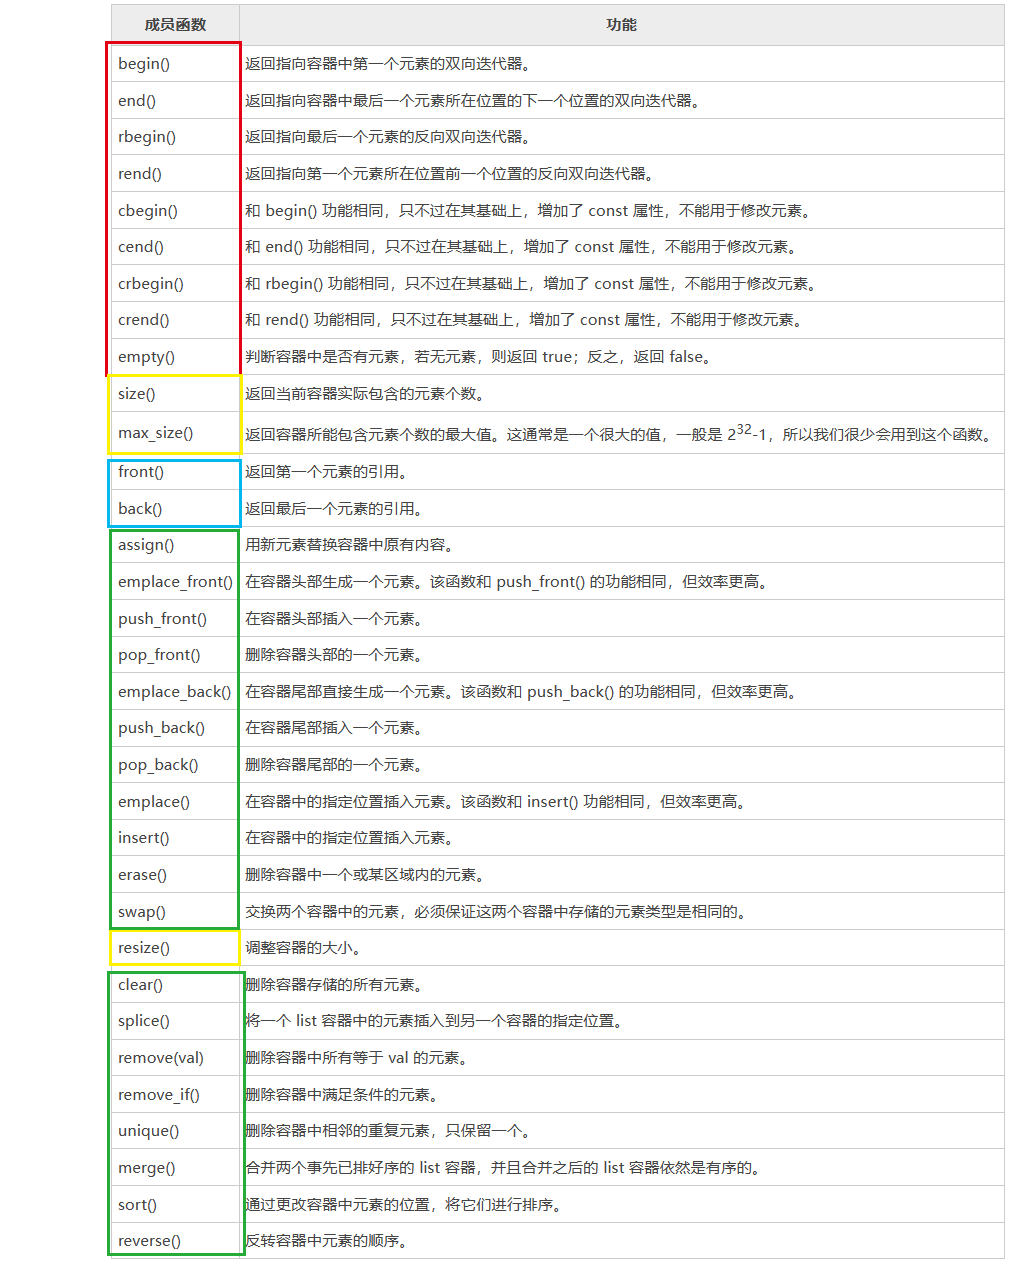 成员函数 功能
begin() 返回指向容器中第一个元素的双向迭代器。
end() 返回指向容器中最后一个元素所在位置的下一个位置的双向迭代器。
rbegin() 返回指向最后一个元素的反向双向迭代器。
rend() 返回指向第一个元素所在位置前一个位置的反向双向迭代器。
cbegin() 和 begin() 功能相同，只不过在其基础上，增加了 const 属性，不能用于修改元素。
cend() 和 end() 功能相同，只不过在其基础上，增加了 const 属性，不能用于修改元素。
crbegin() 和 rbegin() 功能相同，只不过在其基础上，增加了 const 属性，不能用于修改元素。
crend() 和 rend() 功能相同，只不过在其基础上，增加了 const 属性，不能用于修改元素。
empty() 判断容器中是否有元素，若无元素，则返回 true；反之，返回 false。
size() 返回当前容器实际包含的元素个数。
max_size() 返回容器所能包含元素个数的最大值。这通常是一个很大的值，一般是 2³²-1，所以我们很少会用到这个函数。
front() 返回第一个元素的引用。
back() 返回最后一个元素的引用。
assign() 用新元素替换容器中原有内容。
emplace_front() 在容器头部生成一个元素。该函数和 push_front() 的功能相同，但效率更高。
push_front() 在容器头部插入一个元素。
pop_front() 删除容器头部的一个元素。
emplace_back() 在容器尾部直接生成一个元素。该函数和 push_back() 的功能相同，但效率更高。
push_back() 在容器尾部插入一个元素。
pop_back() 删除容器尾部的一个元素。
emplace() 在容器中的指定位置插入元素。该函数和 insert() 功能相同，但效率更高。
insert() 在容器中的指定位置插入元素。
erase() 删除容器中一个或某区域内的元素。
swap() 交换两个容器中的元素，必须保证这两个容器中存储的元素类型是相同的。
resize() 调整容器的大小。
clear() 删除容器存储的所有元素。
splice() 将一个 list 容器中的元素插入到另一个容器的指定位置。
remove(val) 删除容器中所有等于 val 的元素。
remove_if() 删除容器中满足条件的元素。
unique() 删除容器中相邻的重复元素，只保留一个。
merge() 合并两个事先已排好序的 list 容器，并且合并之后的 list 容器依然是有序的。
sort() 通过更改容器中元素的位置，将它们进行排序。
reverse() 反转容器中元素的顺序。